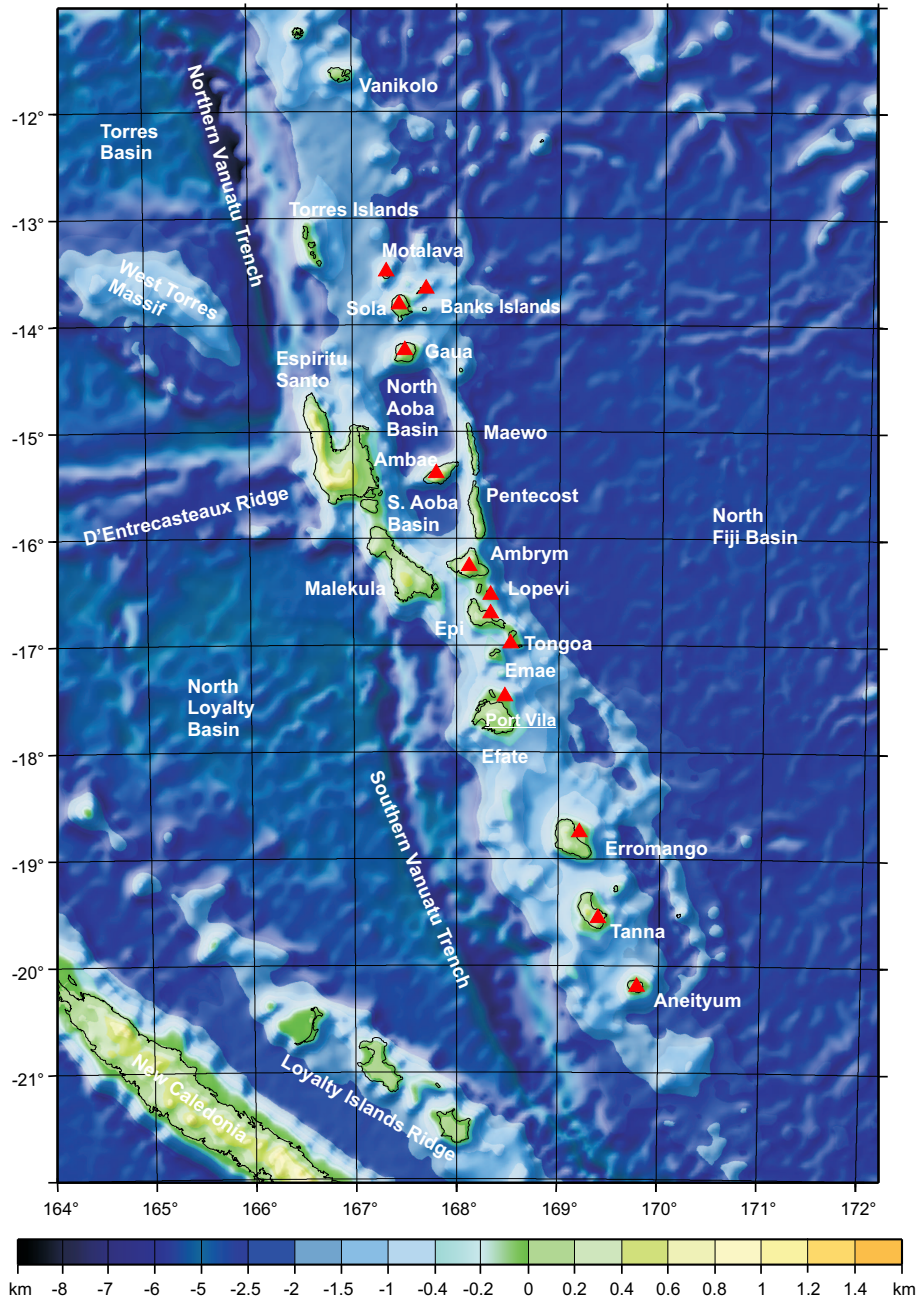 Vanikolo
-12°
Northern Vanuatu Trench
Torres
Basin
-13°
Torres Islands
Motalava
West Torres
Massif
Sola
Banks Islands
-14°
Espiritu
Santo
Gaua
North
Aoba
Basin
-15°
Maewo
Ambae
Pentecost
S. Aoba
Basin
D'Entrecasteaux Ridge
North
Fiji Basin
-16°
Ambrym
Malekula
Lopevi
Epi
-17°
Tongoa
Emae
North
Loyalty
Basin
Port Vila
-18°
Efate
Southern Vanuatu Trench
Erromango
-19°
Tanna
-20°
Aneityum
-21°
New Caledonia
Loyalty Islands Ridge
164° 165° 166° 167° 168° 169° 170° 171° 172°
km -8 -7 -6 -5 -2.5 -2 -1.5 -1 -0.4 -0.2 0 0.2 0.4 0.6 0.8 1 1.2 1.4 km